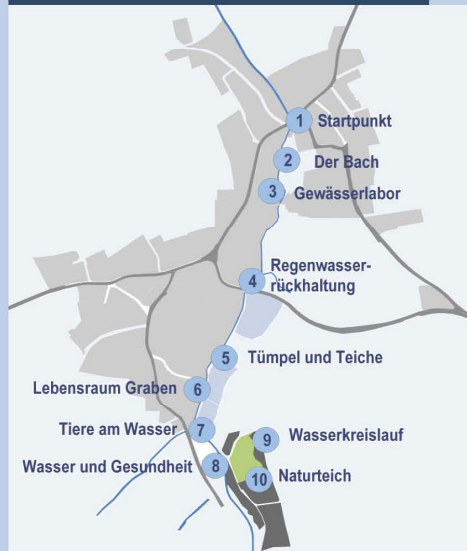 1 Startpunkt
2 Der Bach
3 Gewässerlabor
Regenwasser-
4 rückhaltung
5 Tümpel und Teiche
Lebensraum Graben 6
Tiere am Wasser 7
9 Wasserkreislauf
Wasser und Gesundheit 8
10 Naturteich